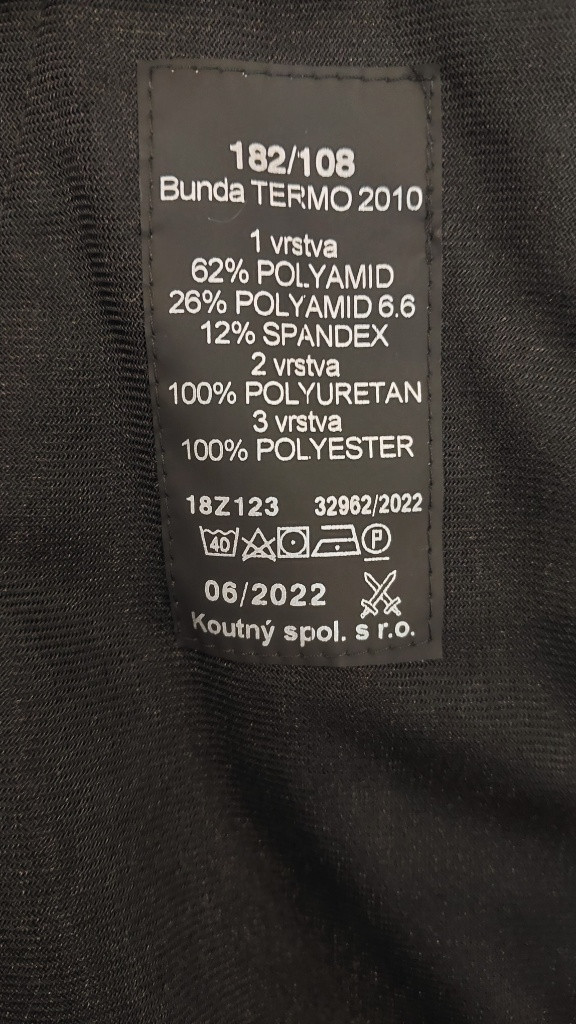 182/108
Bunda TERMO 2010
1 vrstva
62% POLYAMID
26% POLYAMID 6.6
12% SPANDEX
2 vrstva
100% POLYURETAN
3 vrstva
100% POLYESTER
18Z123 32962/2022
40 P
06/2022
Koutný spol. s r.o.